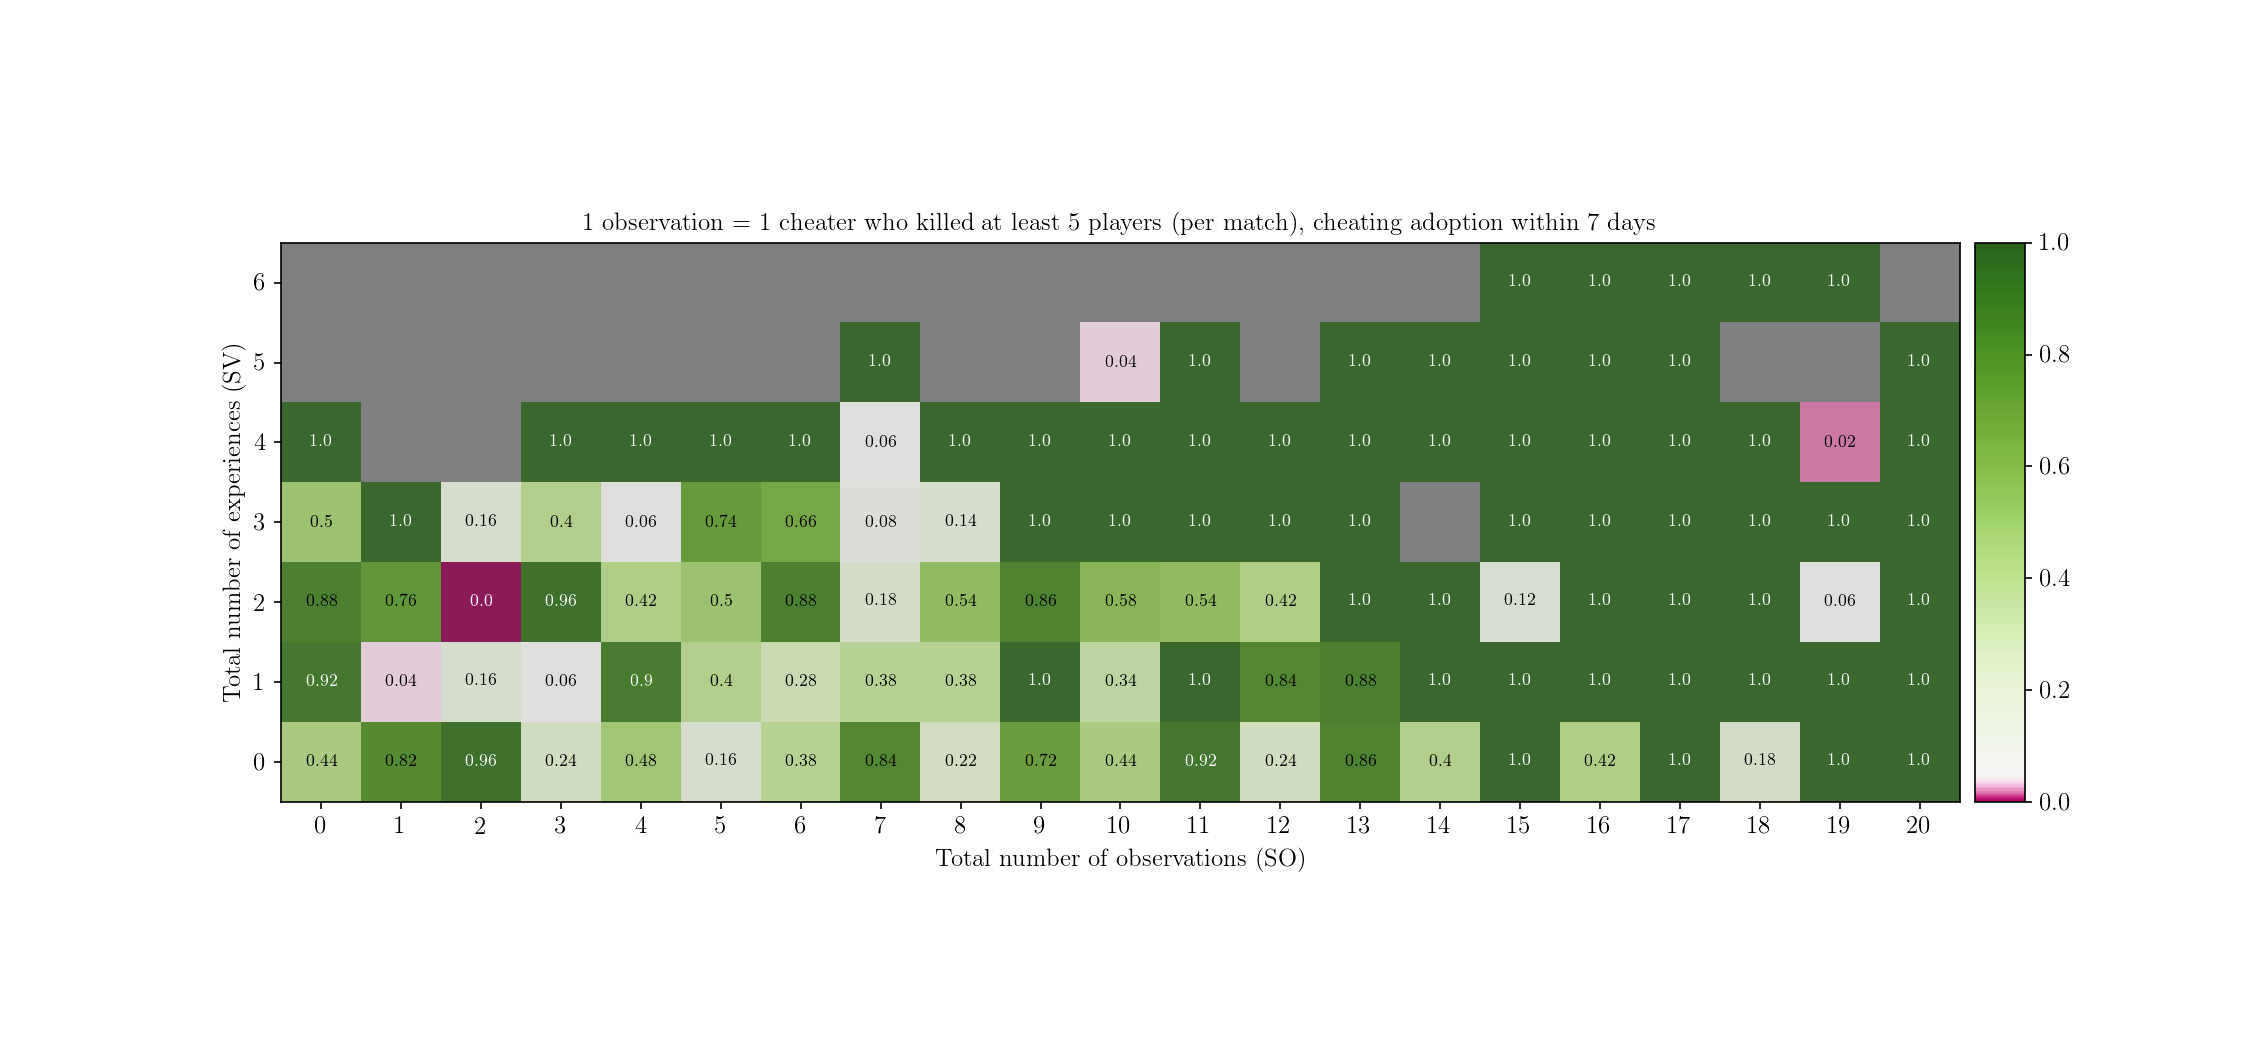 1 observation = 1 cheater who killed at least 5 players (per match), cheating adoption within 7 days
6 1.0 1.0 1.0 1.0 1.0
5 1.0 0.04 1.0 1.0 1.0 1.0 1.0 1.0 1.0
4 1.0 1.0 1.0 1.0 1.0 0.06 1.0 1.0 1.0 1.0 1.0 1.0 1.0 1.0 1.0 1.0 1.0 0.02 1.0
3 0.5 1.0 0.16 0.4 0.06 0.74 0.66 0.08 0.14 1.0 1.0 1.0 1.0 1.0 1.0 1.0 1.0 1.0 1.0 1.0
2 0.88 0.76 0.0 0.96 0.42 0.5 0.88 0.18 0.54 0.86 0.58 0.54 0.42 1.0 1.0 0.12 1.0 1.0 1.0 0.06 1.0
1 0.92 0.04 0.16 0.06 0.9 0.4 0.28 0.38 0.38 1.0 0.34 1.0 0.84 0.88 1.0 1.0 1.0 1.0 1.0 1.0 1.0
0 0.44 0.82 0.96 0.24 0.48 0.16 0.38 0.84 0.22 0.72 0.44 0.92 0.24 0.86 0.4 1.0 0.42 1.0 0.18 1.0 1.0
0 1 2 3 4 5 6 7 8 9 10 11 12 13 14 15 16 17 18 19 20
Total number of observations (SO)
Total number of experiences (SV)
1.0
0.8
0.6
0.4
0.2
0.0